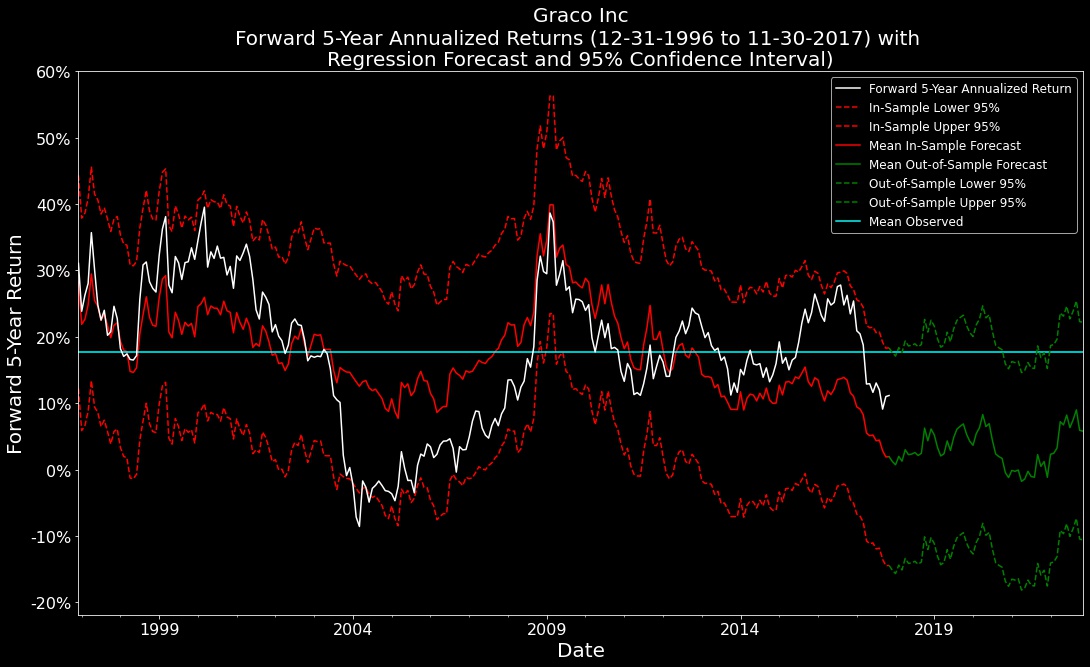 Graco Inc
Forward 5-Year Annualized Returns (12-31-1996 to 11-30-2017) with
Regression Forecast and 95% Confidence Interval)
60%
50%
40%
30%
20%
10%
0%
-10%
-20%
Forward 5-Year Return
Forward 5-Year Annualized Return
In-Sample Lower 95%
In-Sample Upper 95%
Mean In-Sample Forecast
Mean Out-of-Sample Forecast
Out-of-Sample Lower 95%
Out-of-Sample Upper 95%
Mean Observed
1999
2004
2009
2014
2019
Date